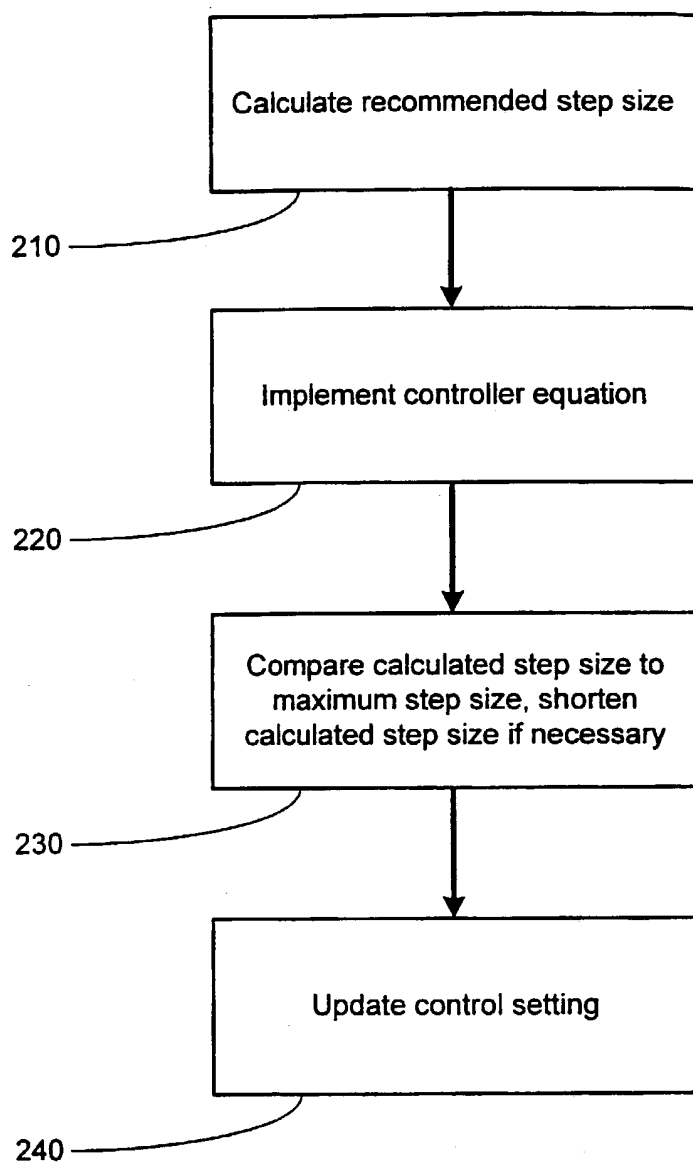 Calculate recommended step size
210
Implement controller equation
220
Compare calculated step size to
maximum step size, shorten
calculated step size if necessary
230
Update control setting
240